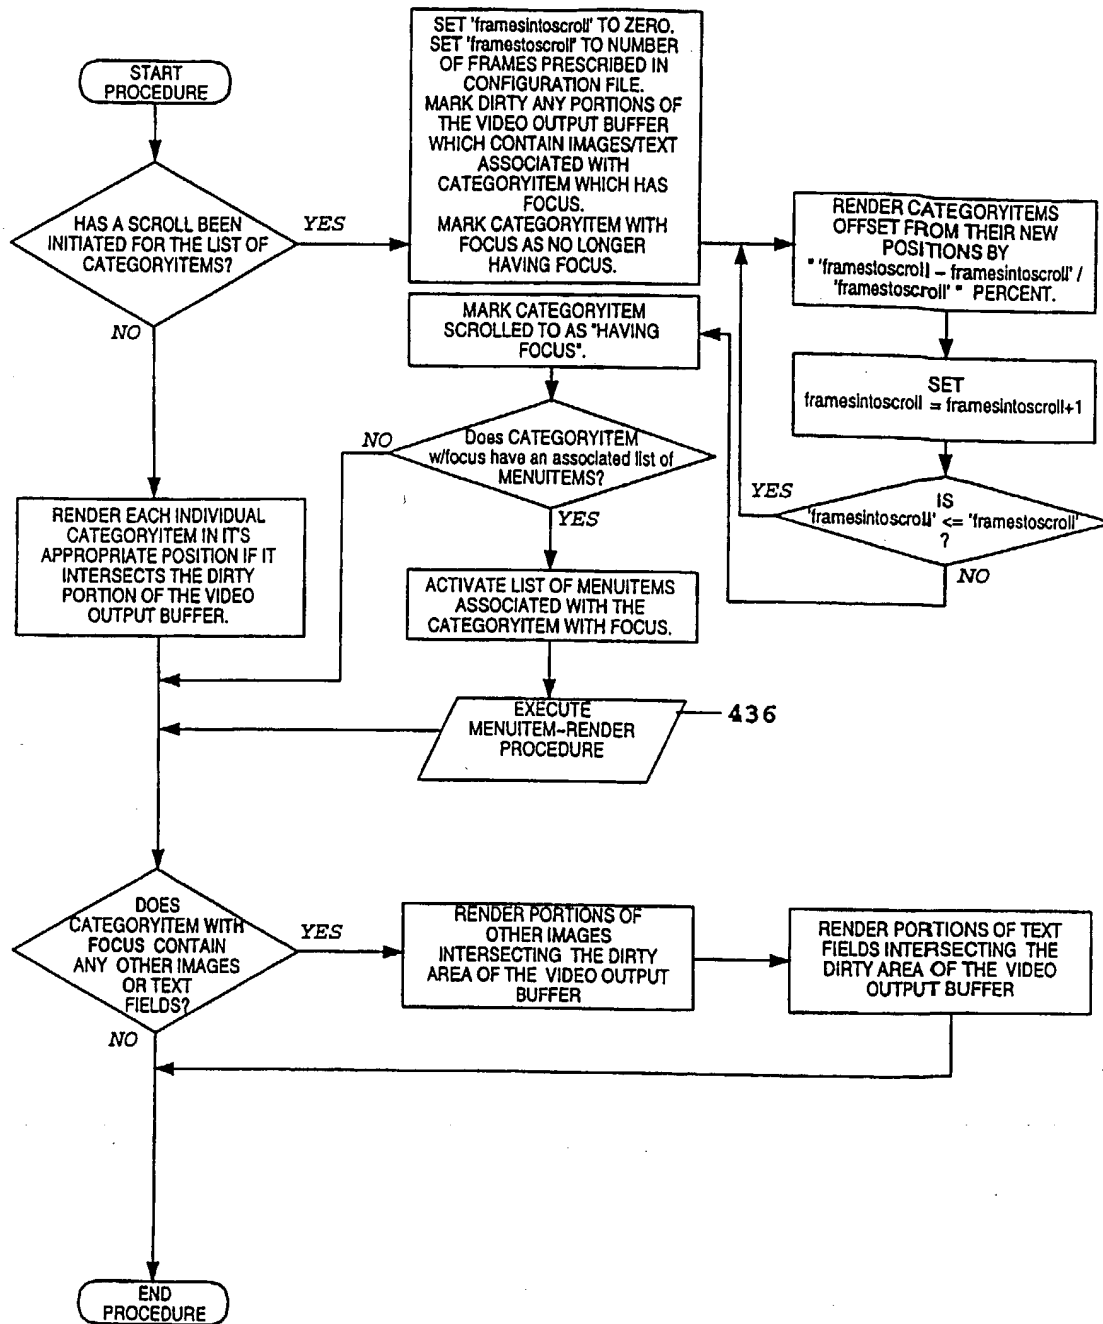 START
PROCEDURE
HAS A SCROLL BEEN
INITIATED FOR THE LIST OF
CATEGORYITEMS?
YES
NO
SET 'framesintoscroll' TO ZERO.
SET 'framestoscroll' TO NUMBER
OF FRAMES PRESCRIBED IN
CONFIGURATION FILE.
MARK DIRTY ANY PORTIONS OF
THE VIDEO OUTPUT BUFFER
WHICH CONTAIN IMAGES/TEXT
ASSOCIATED WITH
CATEGORYITEM WHICH HAS
FOCUS.
MARK CATEGORYITEM WITH
FOCUS AS NO LONGER
HAVING FOCUS.
RENDER CATEGORYITEMS
OFFSET FROM THEIR NEW
POSITIONS BY
" 'framestoscroll – framesintoscroll' /
'framestoscroll' " PERCENT.
SET
framesintoscroll = framesintoscroll+1
IS
'framesintoscroll' <= 'framestoscroll'
?
YES
NO
MARK CATEGORYITEM
SCROLLED TO AS "HAVING
FOCUS".
Does CATEGORYITEM
w/focus have an associated list of
MENUITEMS?
NO
YES
RENDER EACH INDIVIDUAL
CATEGORYITEM IN IT'S
APPROPRIATE POSITION IF IT
INTERSECTS THE DIRTY
PORTION OF THE VIDEO
OUTPUT BUFFER.
ACTIVATE LIST OF MENUITEMS
ASSOCIATED WITH THE
CATEGORYITEM WITH FOCUS.
EXECUTE
MENUITEM-RENDER
PROCEDURE
436
DOES
CATEGORYITEM WITH
FOCUS CONTAIN
ANY OTHER IMAGES
OR TEXT
FIELDS?
YES
NO
RENDER PORTIONS OF
OTHER IMAGES
INTERSECTING THE DIRTY
AREA OF THE VIDEO OUTPUT
BUFFER
RENDER PORTIONS OF TEXT
FIELDS INTERSECTING THE
DIRTY AREA OF THE VIDEO
OUTPUT BUFFER
END
PROCEDURE